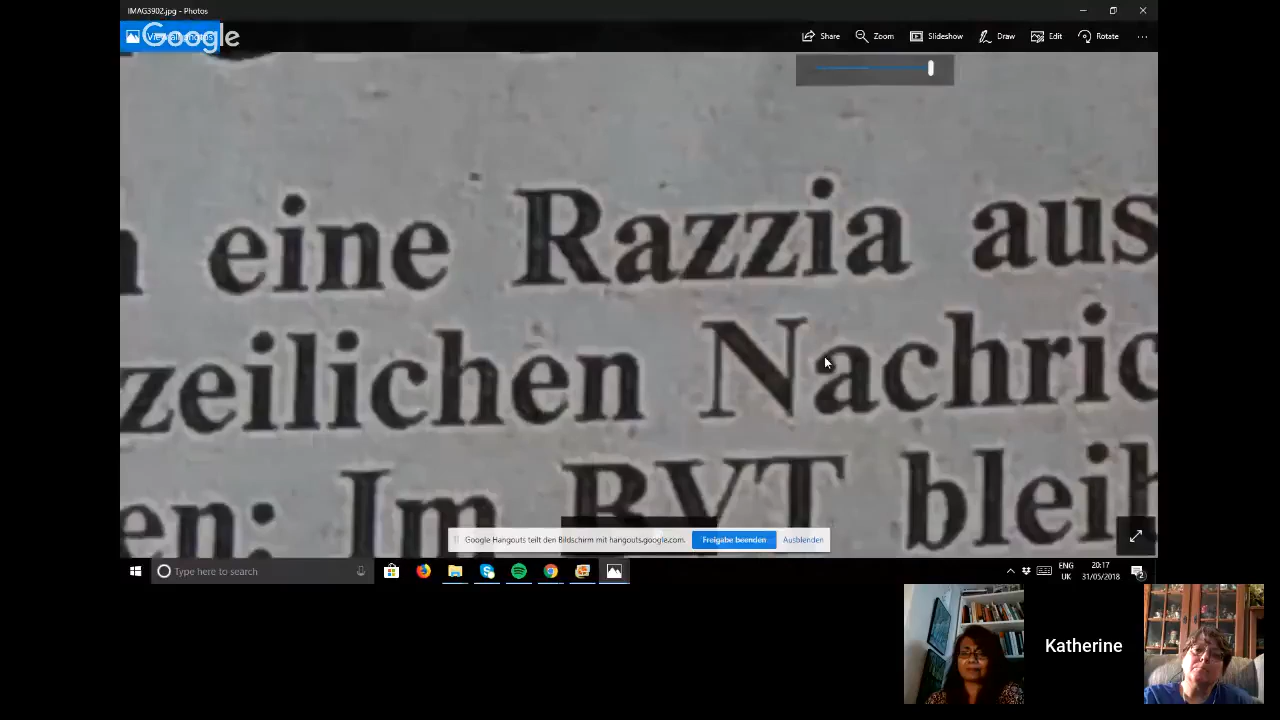 IMAG3902.jpg - Photos
Google
Share Zoom Slideshow Draw Edit Rotate ...
eine Razzia aus
zeilichen Nachric
en: Im BVT bleib
Google Hangouts teilt den Bildschirm mit hangouts.google.com. Freigabe beenden Ausblenden
Type here to search
ENG 20:17
UK 31/05/2018 2
Katherine